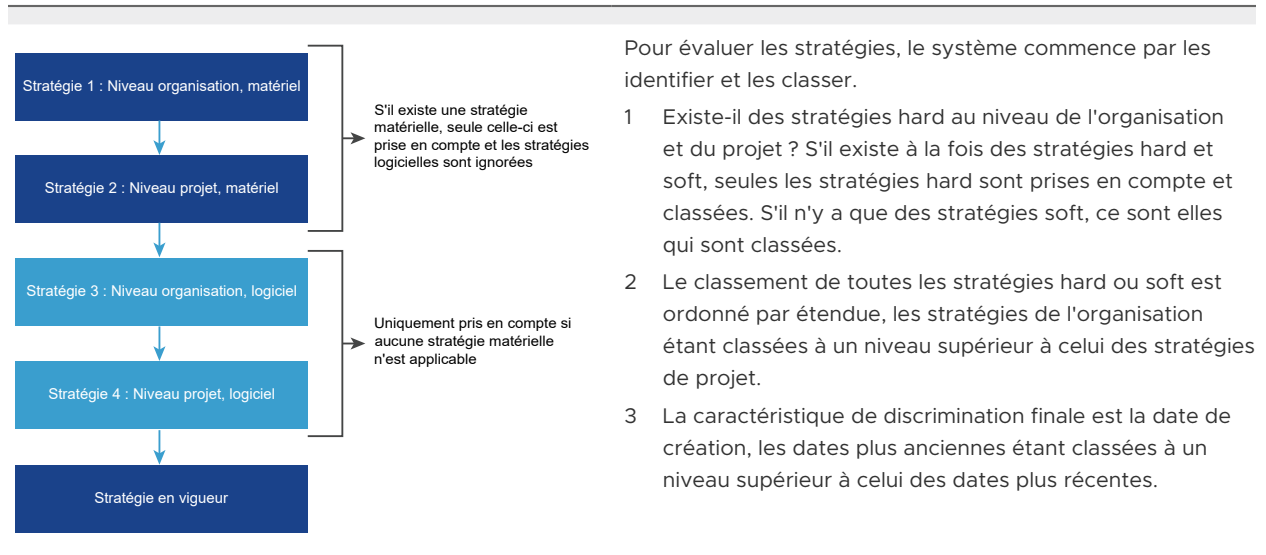 Stratégie 1 : Niveau organisation, matériel
Stratégie 2 : Niveau projet, matériel
S'il existe une stratégie
matérielle, seule celle-ci est
prise en compte et les stratégies
logicielles sont ignorées
Stratégie 3 : Niveau organisation, logiciel
Stratégie 4 : Niveau projet, logiciel
Uniquement pris en compte si
aucune stratégie matérielle
n'est applicable
Stratégie en vigueur
Pour évaluer les stratégies, le système commence par les
identifier et les classer.
1 Existe-il des stratégies hard au niveau de l'organisation
et du projet ? S'il existe à la fois des stratégies hard et
soft, seules les stratégies hard sont prises en compte et
classées. S'il n'y a que des stratégies soft, ce sont elles
qui sont classées.
2 Le classement de toutes les stratégies hard ou soft est
ordonné par étendue, les stratégies de l'organisation
étant classées à un niveau supérieur à celui des stratégies
de projet.
3 La caractéristique de discrimination finale est la date de
création, les dates plus anciennes étant classées à un
niveau supérieur à celui des dates plus récentes.